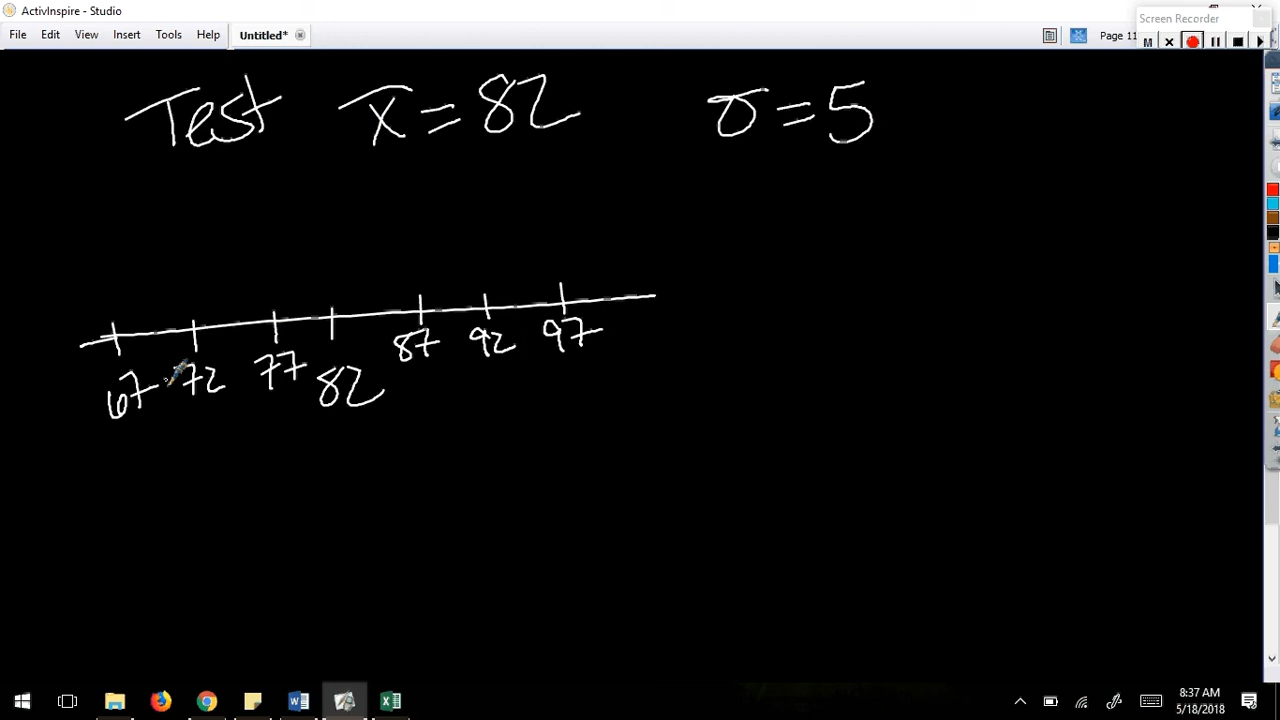 ActivInspire - Studio
Screen Recorder
File Edit View Insert Tools Help Untitled* Page 11
M
Test x̅ = 82 σ = 5
67 72 77 82 87 92 97
8:37 AM
5/18/2018